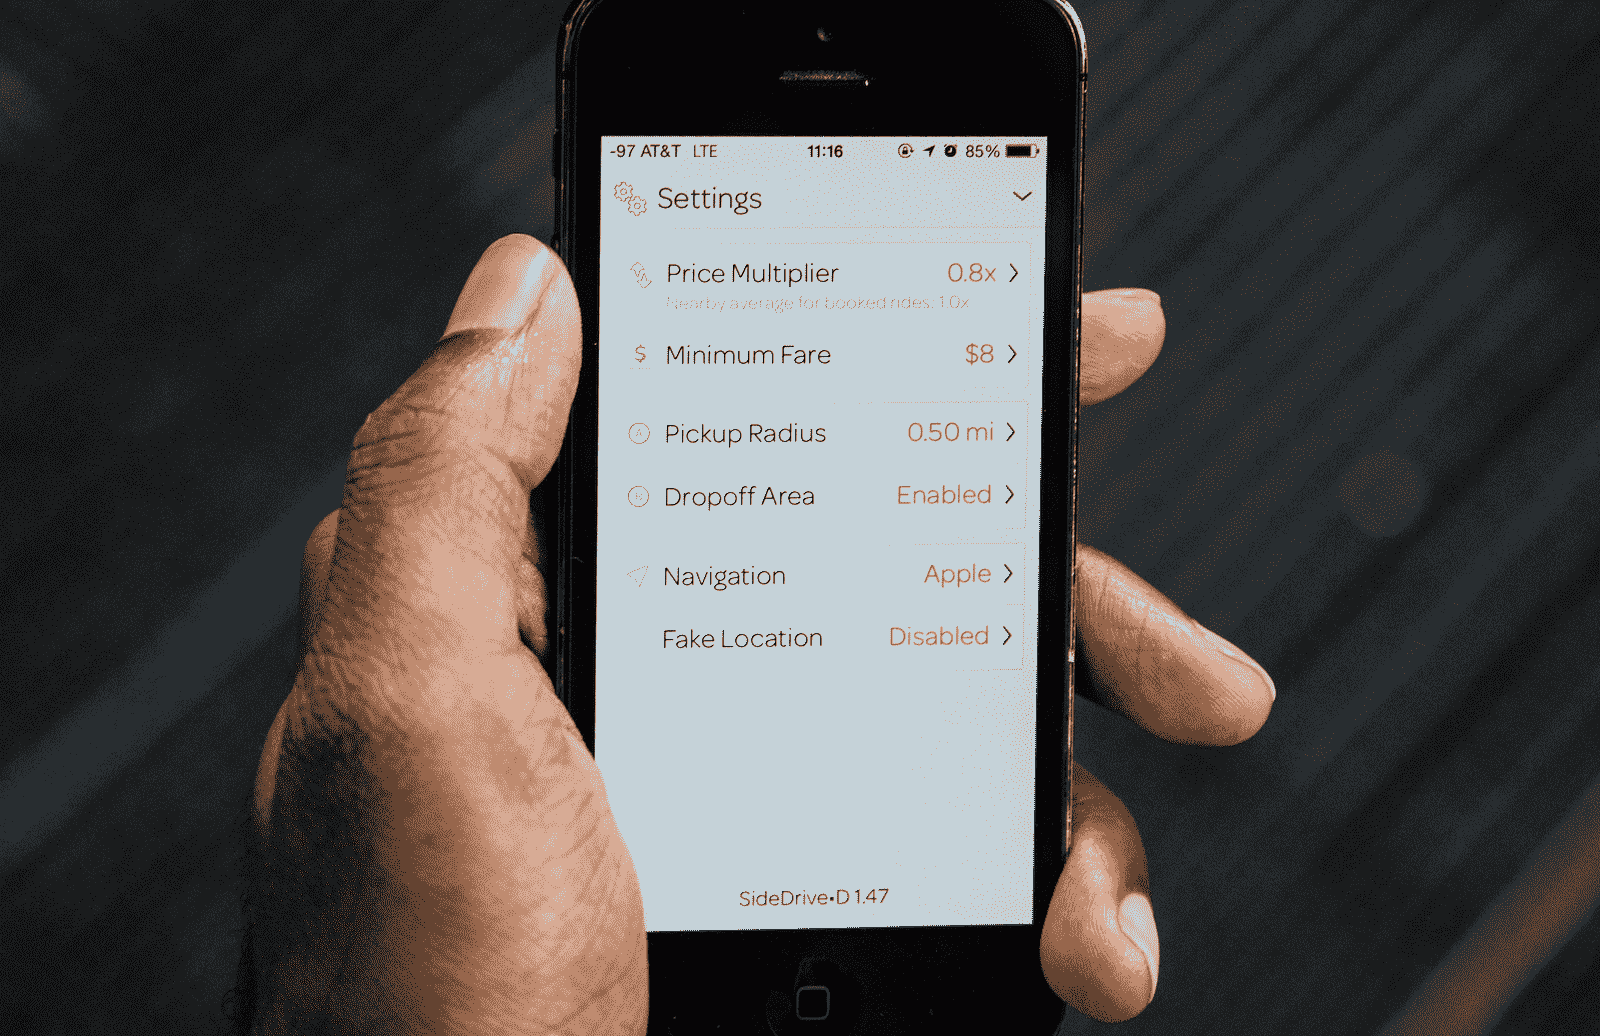 -97 AT&T LTE 11:16 85%
Settings
Price Multiplier 0.8x
Nearby average for booked rides: 1.0x
$ Minimum Fare $8
A Pickup Radius 0.50 mi
B Dropoff Area Enabled
Navigation Apple
Fake Location Disabled
SideDrive•D 1.47